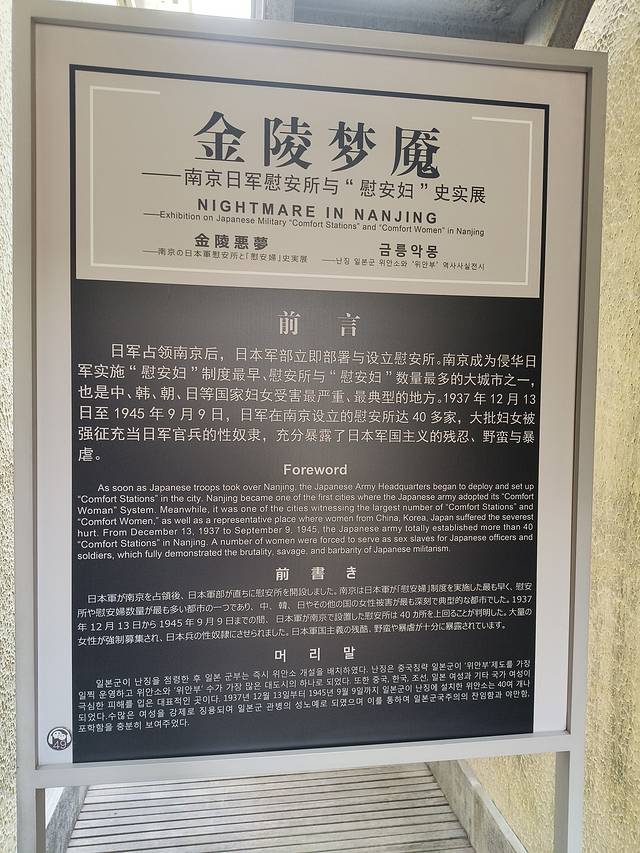 金陵梦魇
——南京日军慰安所与“慰安妇”史实展
NIGHTMARE IN NANJING
——Exhibition on Japanese Military “Comfort Stations” and “Comfort Women” in Nanjing
金陵悪夢
——南京の日本軍慰安所と「慰安婦」史実展
금릉악몽
——난징 일본군 위안소와 '위안부' 역사사실전시
前言
日军占领南京后，日本军部立即部署与设立慰安所。南京成为侵华日
军实施“慰安妇”制度最早、慰安所与“慰安妇”数量最多的大城市之一，
也是中、韩、朝、日等国家妇女受害最严重、最典型的地方。1937 年 12 月 13
日至 1945 年 9 月 9 日，日军在南京设立的慰安所达 40 多家，大批妇女被
强征充当日军官兵的性奴隶，充分暴露了日本军国主义的残忍、野蛮与暴
虐。
Foreword
As soon as Japanese troops took over Nanjing, the Japanese Army Headquarters began to deploy and set up
“Comfort Stations” in the city. Nanjing became one of the first cities where the Japanese army adopted its “Comfort
Woman” System. Meanwhile, it was one of the cities witnessing the largest number of “Comfort Stations” and
“Comfort Women,” as well as a representative place where women from China, Korea, Japan suffered the severest
hurt. From December 13, 1937 to September 9, 1945, the Japanese army totally established more than 40
“Comfort Stations” in Nanjing. A number of women were forced to serve as sex slaves for Japanese officers and
soldiers, which fully demonstrated the brutality, savage, and barbarity of Japanese militarism.
前書き
日本軍が南京を占領後、日本軍部が直ちに慰安所を開設しました。南京は日本軍が「慰安婦」制度を実施した最も早く、慰安
所や慰安婦数量が最も多い都市の一つであり、中、韓、日やその他の国の女性被害が最も深刻で典型的な都市でした。1937
年 12 月 13 日から 1945 年 9 月 9 日までの間、日本軍が南京で設置した慰安所は 40 カ所を上回ることが判明した。大量の
女性が強制募集され、日本兵の性奴隷にさせられました。日本軍国主義の残酷、野蛮や暴虐が十分に暴露されています。
머리말
일본군이 난징을 점령한 후 일본 군부는 즉시 위안소 개설을 배치하였다. 난징은 중국침략 일본군이 '위안부'제도를 가장
일찍 운영하고 위안소와 '위안부' 수가 가장 많은 대도시의 하나로 되었다. 또한 중국, 한국, 조선, 일본 여성과 기타 국가 여성이
극심한 피해를 입은 대표적인 곳이다. 1937년 12월 13일부터 1945년 9월 9일까지 일본군이 난징에 설치한 위안소는 40여 개나
되었다.수많은 여성을 강제로 징용되여 일본군 관병의 성노예로 되였으며 이를 통하여 일본군국주의의 잔임함과 야만함,
포학함을 충분히 보여주었다.
49